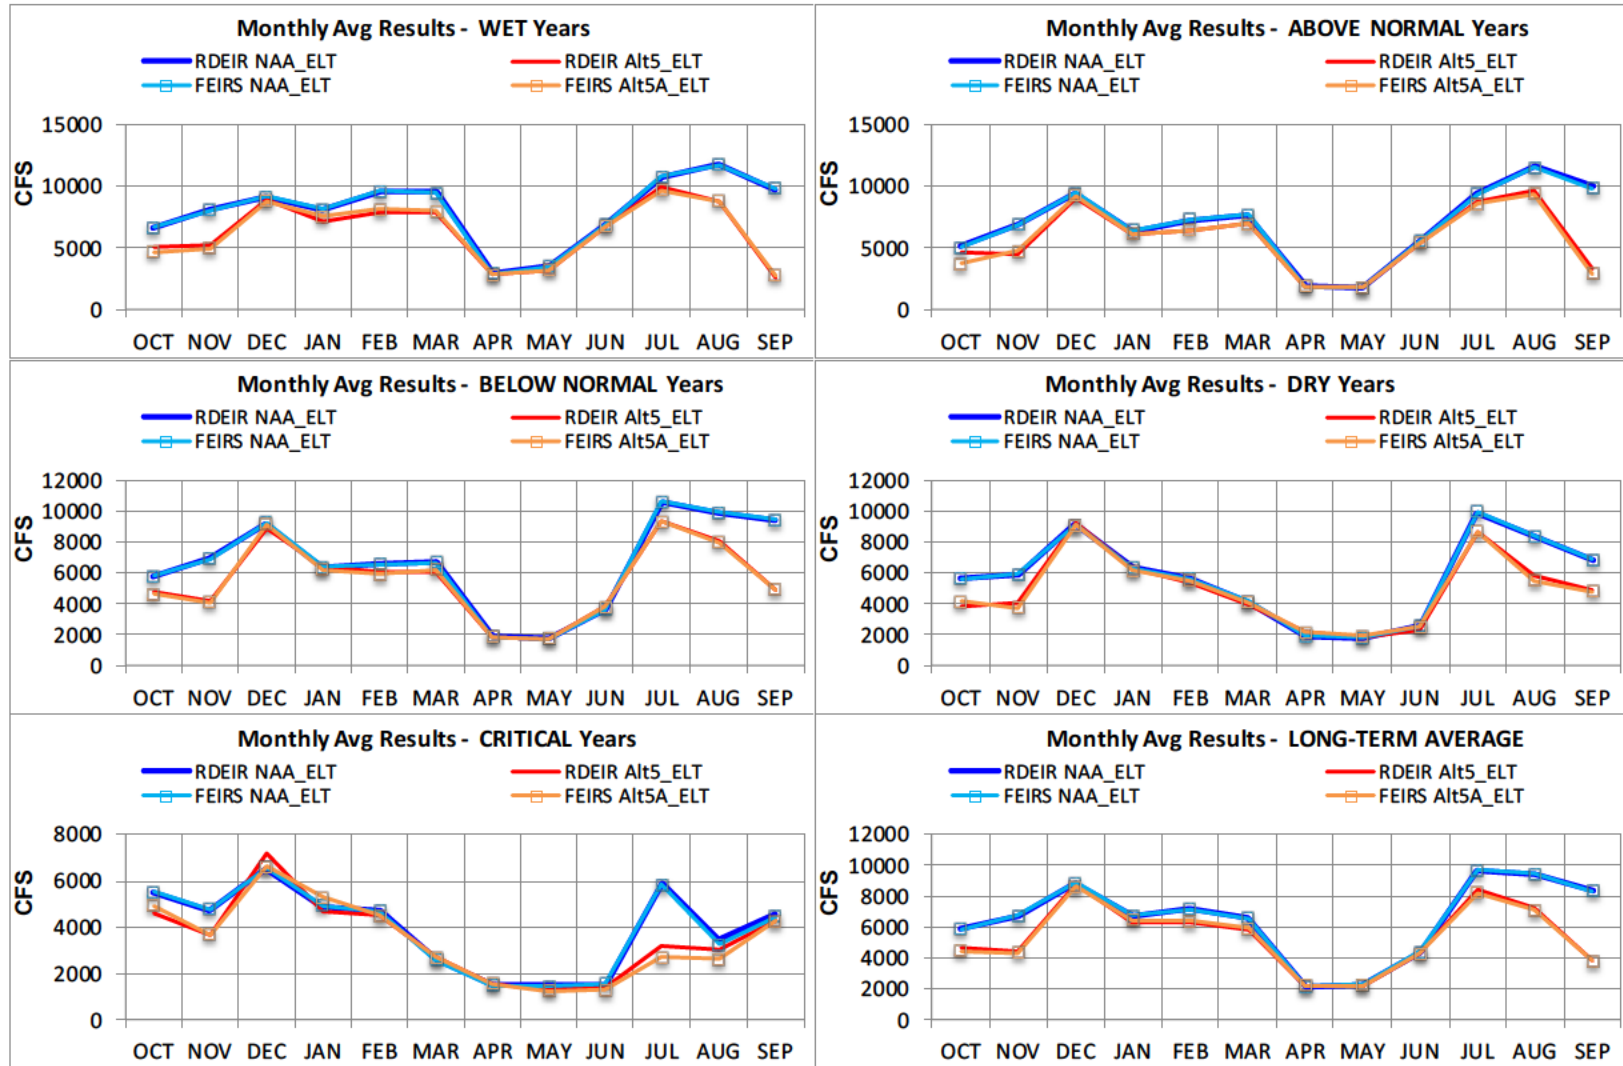 Monthly Avg Results - WET Years
RDEIR NAA_ELT RDEIR Alt5_ELT
FEIRS NAA_ELT FEIRS Alt5A_ELT
CFS
15000
10000
5000
0
OCT NOV DEC JAN FEB MAR APR MAY JUN JUL AUG SEP
Monthly Avg Results - ABOVE NORMAL Years
RDEIR NAA_ELT RDEIR Alt5_ELT
FEIRS NAA_ELT FEIRS Alt5A_ELT
CFS
15000
10000
5000
0
OCT NOV DEC JAN FEB MAR APR MAY JUN JUL AUG SEP
Monthly Avg Results - BELOW NORMAL Years
RDEIR NAA_ELT RDEIR Alt5_ELT
FEIRS NAA_ELT FEIRS Alt5A_ELT
CFS
12000
10000
8000
6000
4000
2000
0
OCT NOV DEC JAN FEB MAR APR MAY JUN JUL AUG SEP
Monthly Avg Results - DRY Years
RDEIR NAA_ELT RDEIR Alt5_ELT
FEIRS NAA_ELT FEIRS Alt5A_ELT
CFS
12000
10000
8000
6000
4000
2000
0
OCT NOV DEC JAN FEB MAR APR MAY JUN JUL AUG SEP
Monthly Avg Results - CRITICAL Years
RDEIR NAA_ELT RDEIR Alt5_ELT
FEIRS NAA_ELT FEIRS Alt5A_ELT
CFS
8000
6000
4000
2000
0
OCT NOV DEC JAN FEB MAR APR MAY JUN JUL AUG SEP
Monthly Avg Results - LONG-TERM AVERAGE
RDEIR NAA_ELT RDEIR Alt5_ELT
FEIRS NAA_ELT FEIRS Alt5A_ELT
CFS
12000
10000
8000
6000
4000
2000
0
OCT NOV DEC JAN FEB MAR APR MAY JUN JUL AUG SEP